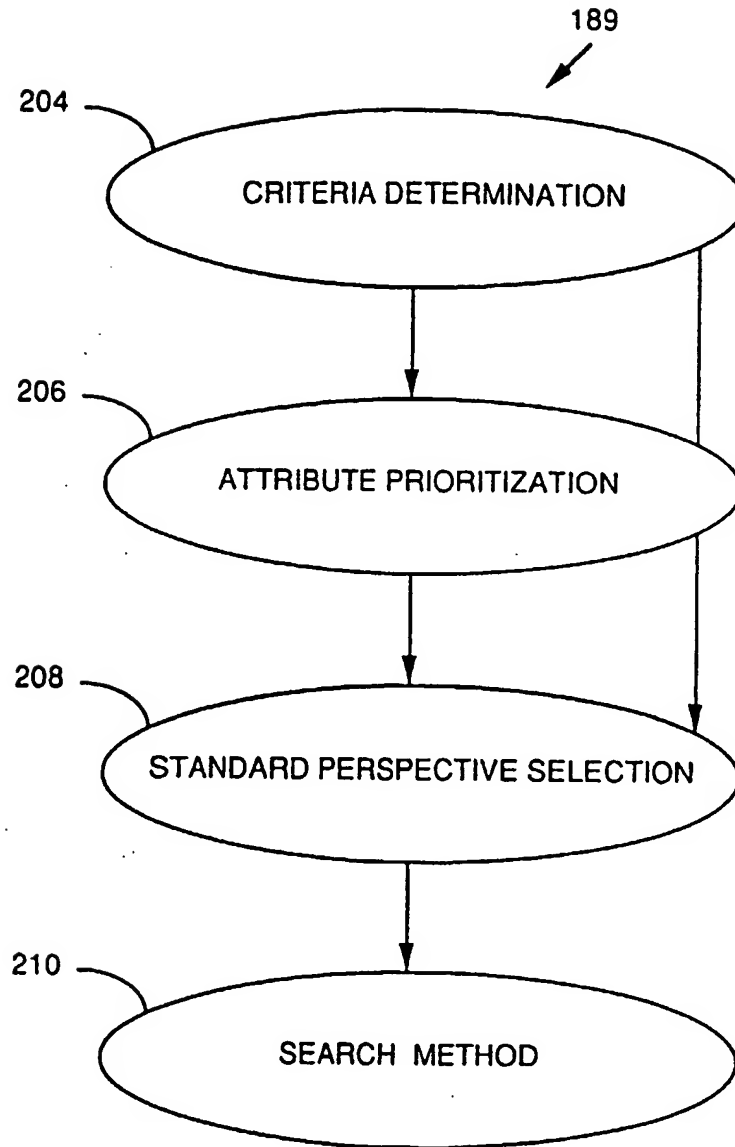 189
204
CRITERIA DETERMINATION
206
ATTRIBUTE PRIORITIZATION
208
STANDARD PERSPECTIVE SELECTION
210
SEARCH METHOD